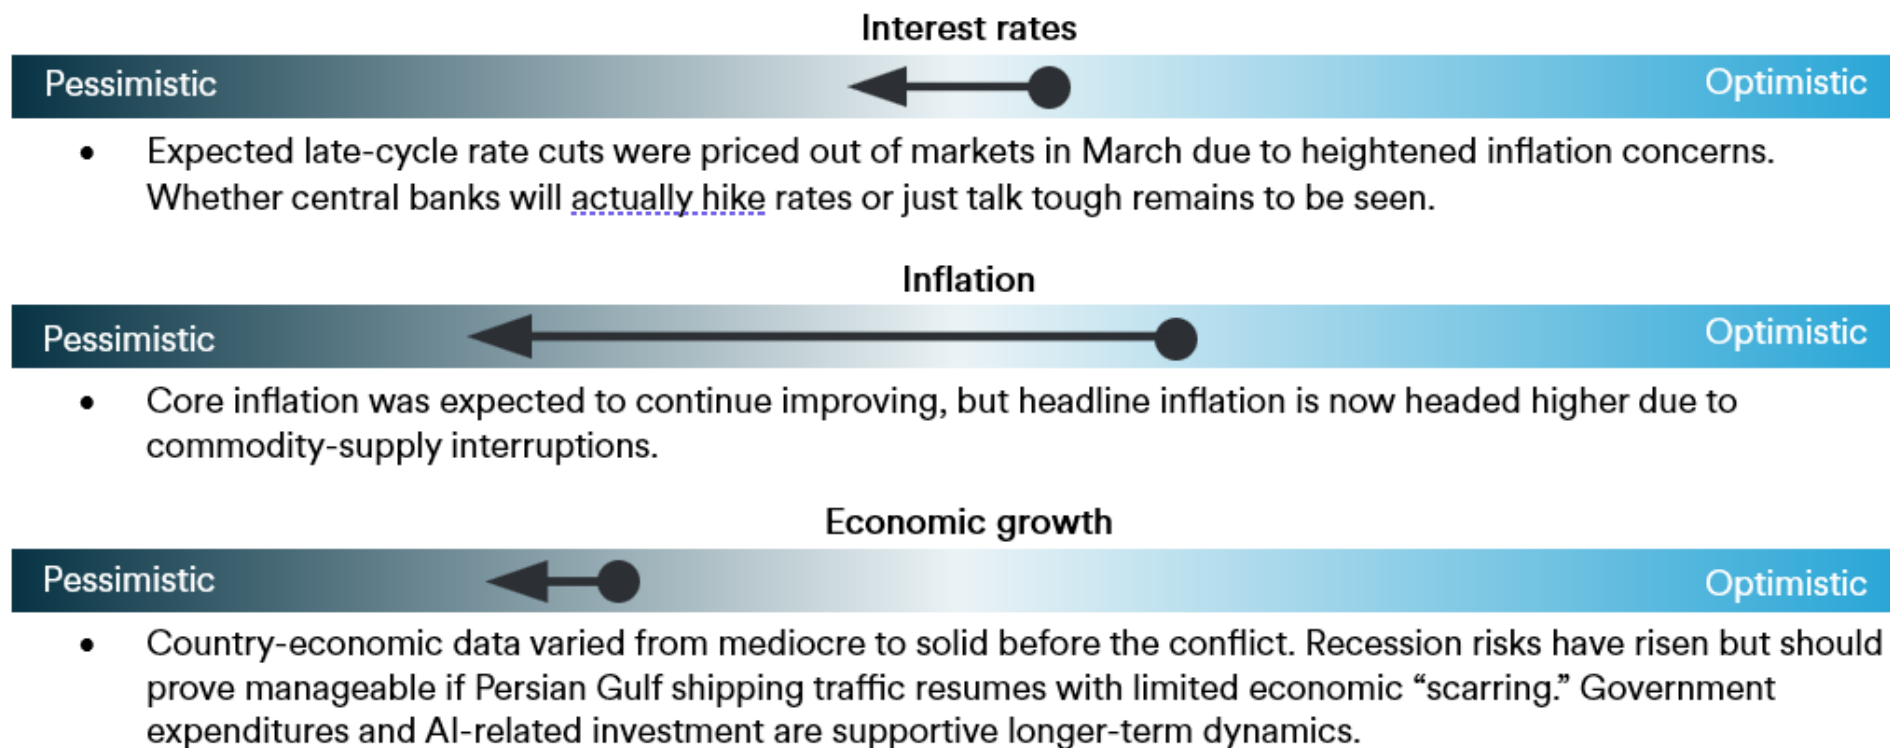 Interest rates
Pessimistic
Optimistic
• Expected late-cycle rate cuts were priced out of markets in March due to heightened inflation concerns.
Whether central banks will actually hike rates or just talk tough remains to be seen.
Inflation
Pessimistic
Optimistic
• Core inflation was expected to continue improving, but headline inflation is now headed higher due to
commodity-supply interruptions.
Economic growth
Pessimistic
Optimistic
• Country-economic data varied from mediocre to solid before the conflict. Recession risks have risen but should
prove manageable if Persian Gulf shipping traffic resumes with limited economic “scarring.” Government
expenditures and AI-related investment are supportive longer-term dynamics.